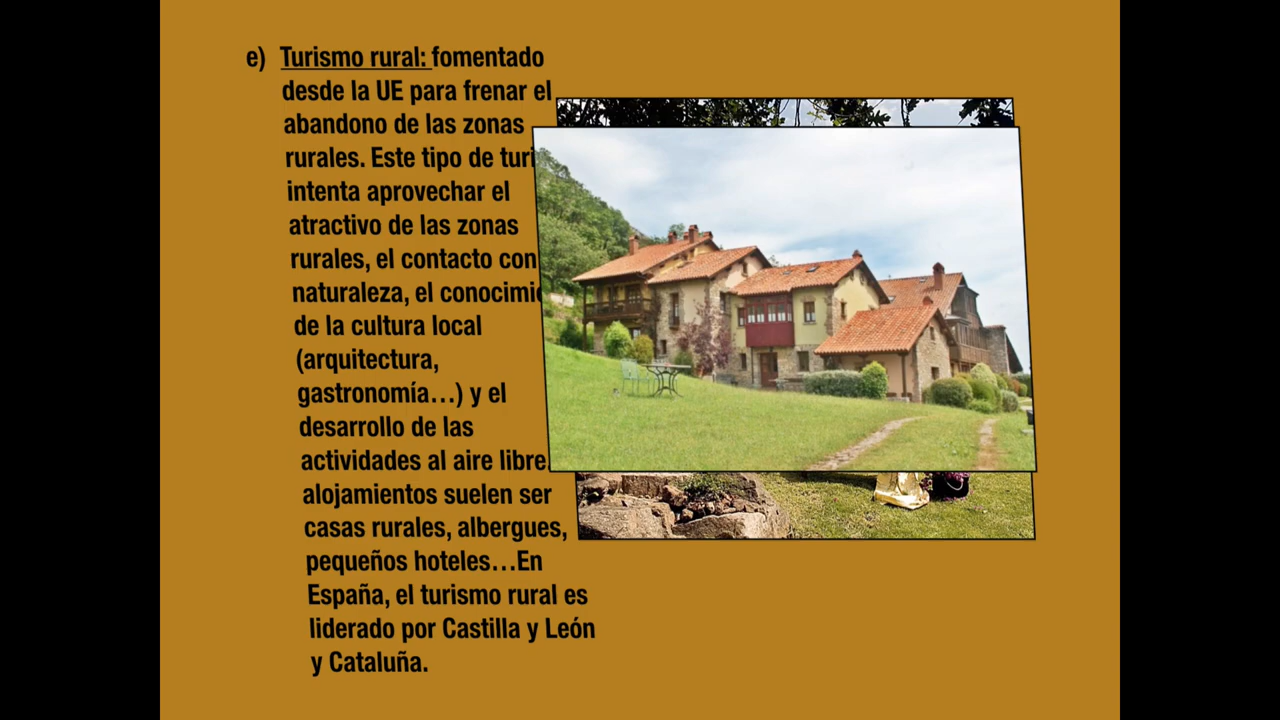 e) Turismo rural: fomentado
desde la UE para frenar el
abandono de las zonas
rurales. Este tipo de
intenta aprovechar el
atractivo de las zonas
rurales, el contacto con
naturaleza, el
de la cultura local
(arquitectura,
gastronomía…) y el
desarrollo de las
actividades al aire libre.
alojamientos suelen ser
casas rurales, albergues,
pequeños hoteles…En
España, el turismo rural es
liderado por Castilla y León
y Cataluña.